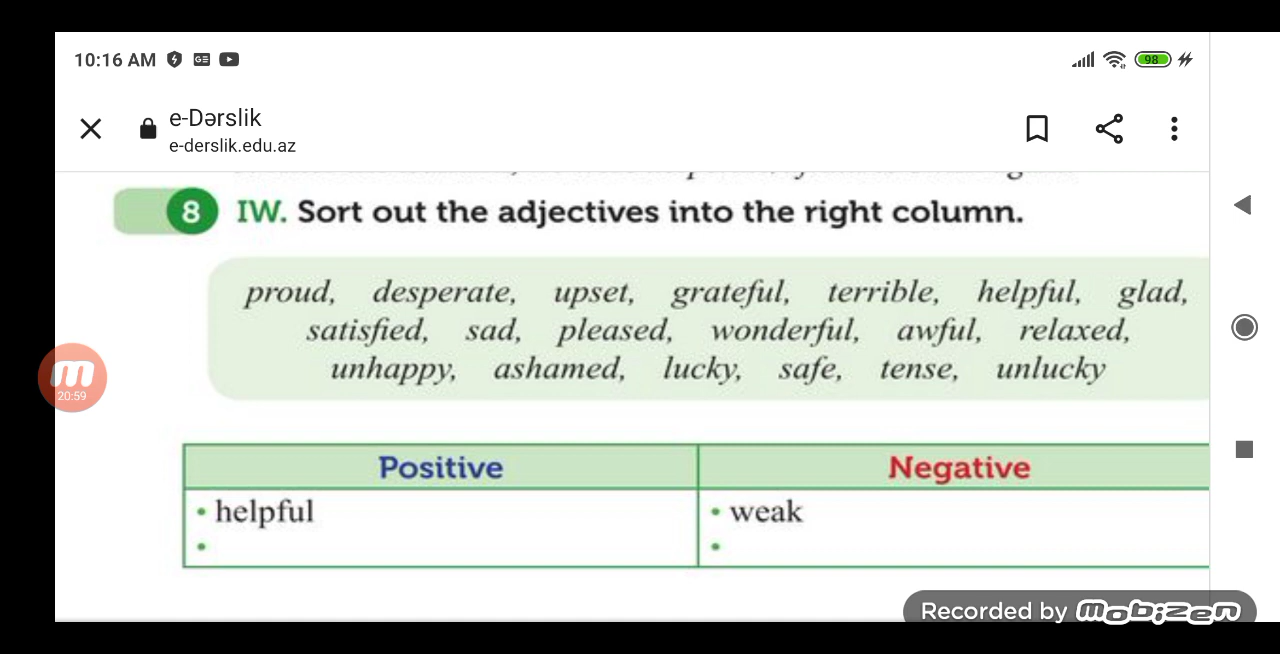 10:16 AM
98
e-Dərslik
e-derslik.edu.az
8 IW. Sort out the adjectives into the right column.
proud, desperate, upset, grateful, terrible, helpful, glad,
satisfied, sad, pleased, wonderful, awful, relaxed,
unhappy, ashamed, lucky, safe, tense, unlucky
20:59
Positive Negative
• helpful • weak
• •
Recorded by Mobizen